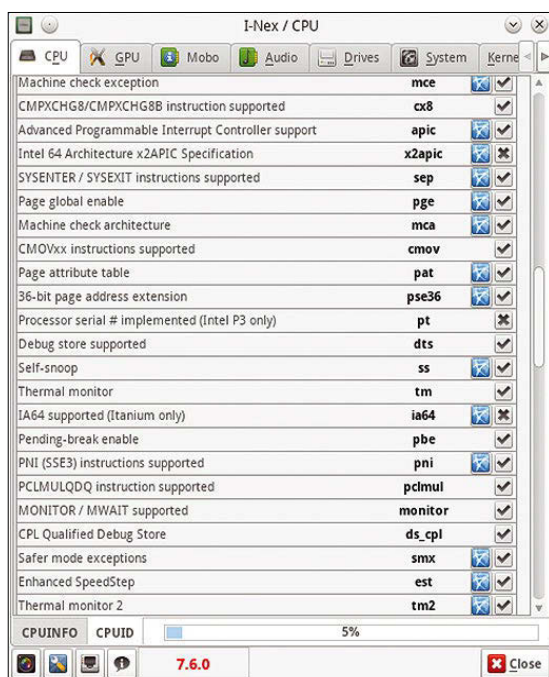 I-Nex / CPU
CPU GPU Mobo Audio Drives System Kerne
Machine check exception mce
CMPXCHG8/CMPXCHG8B instruction supported cx8
Advanced Programmable Interrupt Controller support apic
Intel 64 Architecture x2APIC Specification x2apic
SYSENTER / SYSEXIT instructions supported sep
Page global enable pge
Machine check architecture mca
CMOVxx instructions supported cmov
Page attribute table pat
36-bit page address extension pse36
Processor serial # implemented (Intel P3 only) pt
Debug store supported dts
Self-snoop ss
Thermal monitor tm
IA64 supported (Itanium only) ia64
Pending-break enable pbe
PNI (SSE3) instructions supported pni
PCLMULQDQ instruction supported pclmul
MONITOR / MWAIT supported monitor
CPL Qualified Debug Store ds_cpl
Safer mode exceptions smx
Enhanced SpeedStep est
Thermal monitor 2 tm2
CPUINFO CPUID 5%
7.6.0 Close